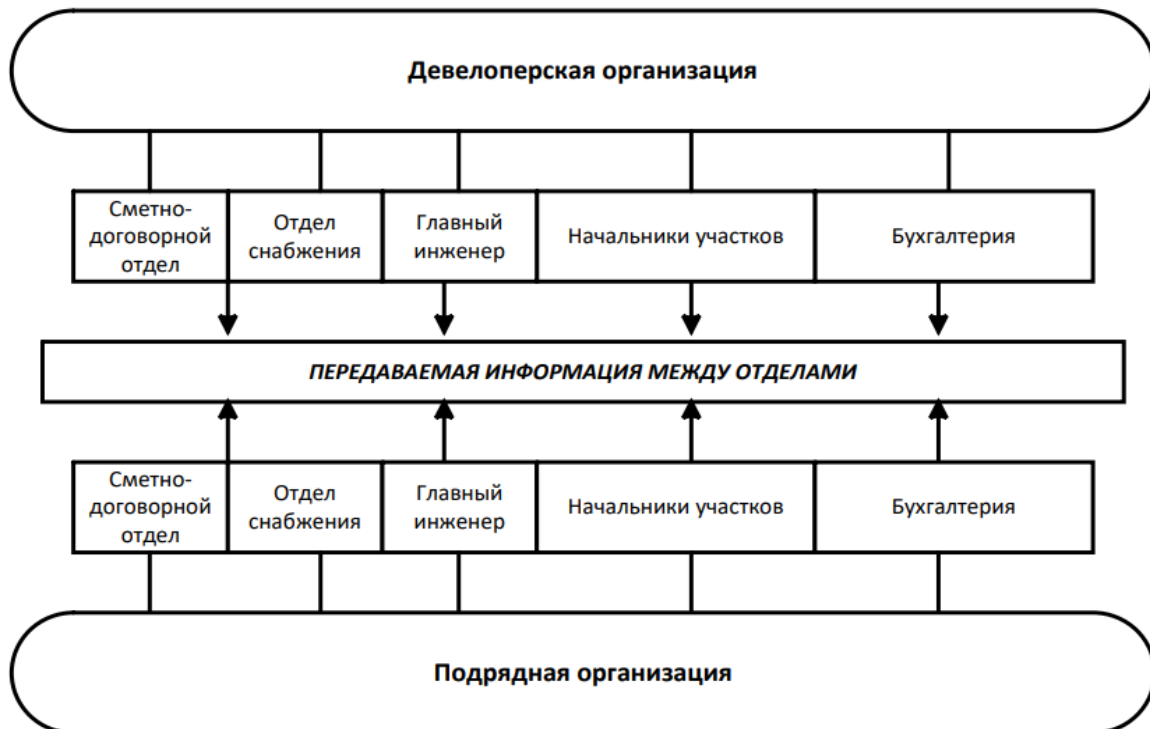 Девелоперская организация
Сметно-
договорной
отдел
Отдел
снабжения
Главный
инженер
Начальники участков
Бухгалтерия
ПЕРЕДАВАЕМАЯ ИНФОРМАЦИЯ МЕЖДУ ОТДЕЛАМИ
Сметно-
договорной
отдел
Отдел
снабжения
Главный
инженер
Начальники участков
Бухгалтерия
Подрядная организация